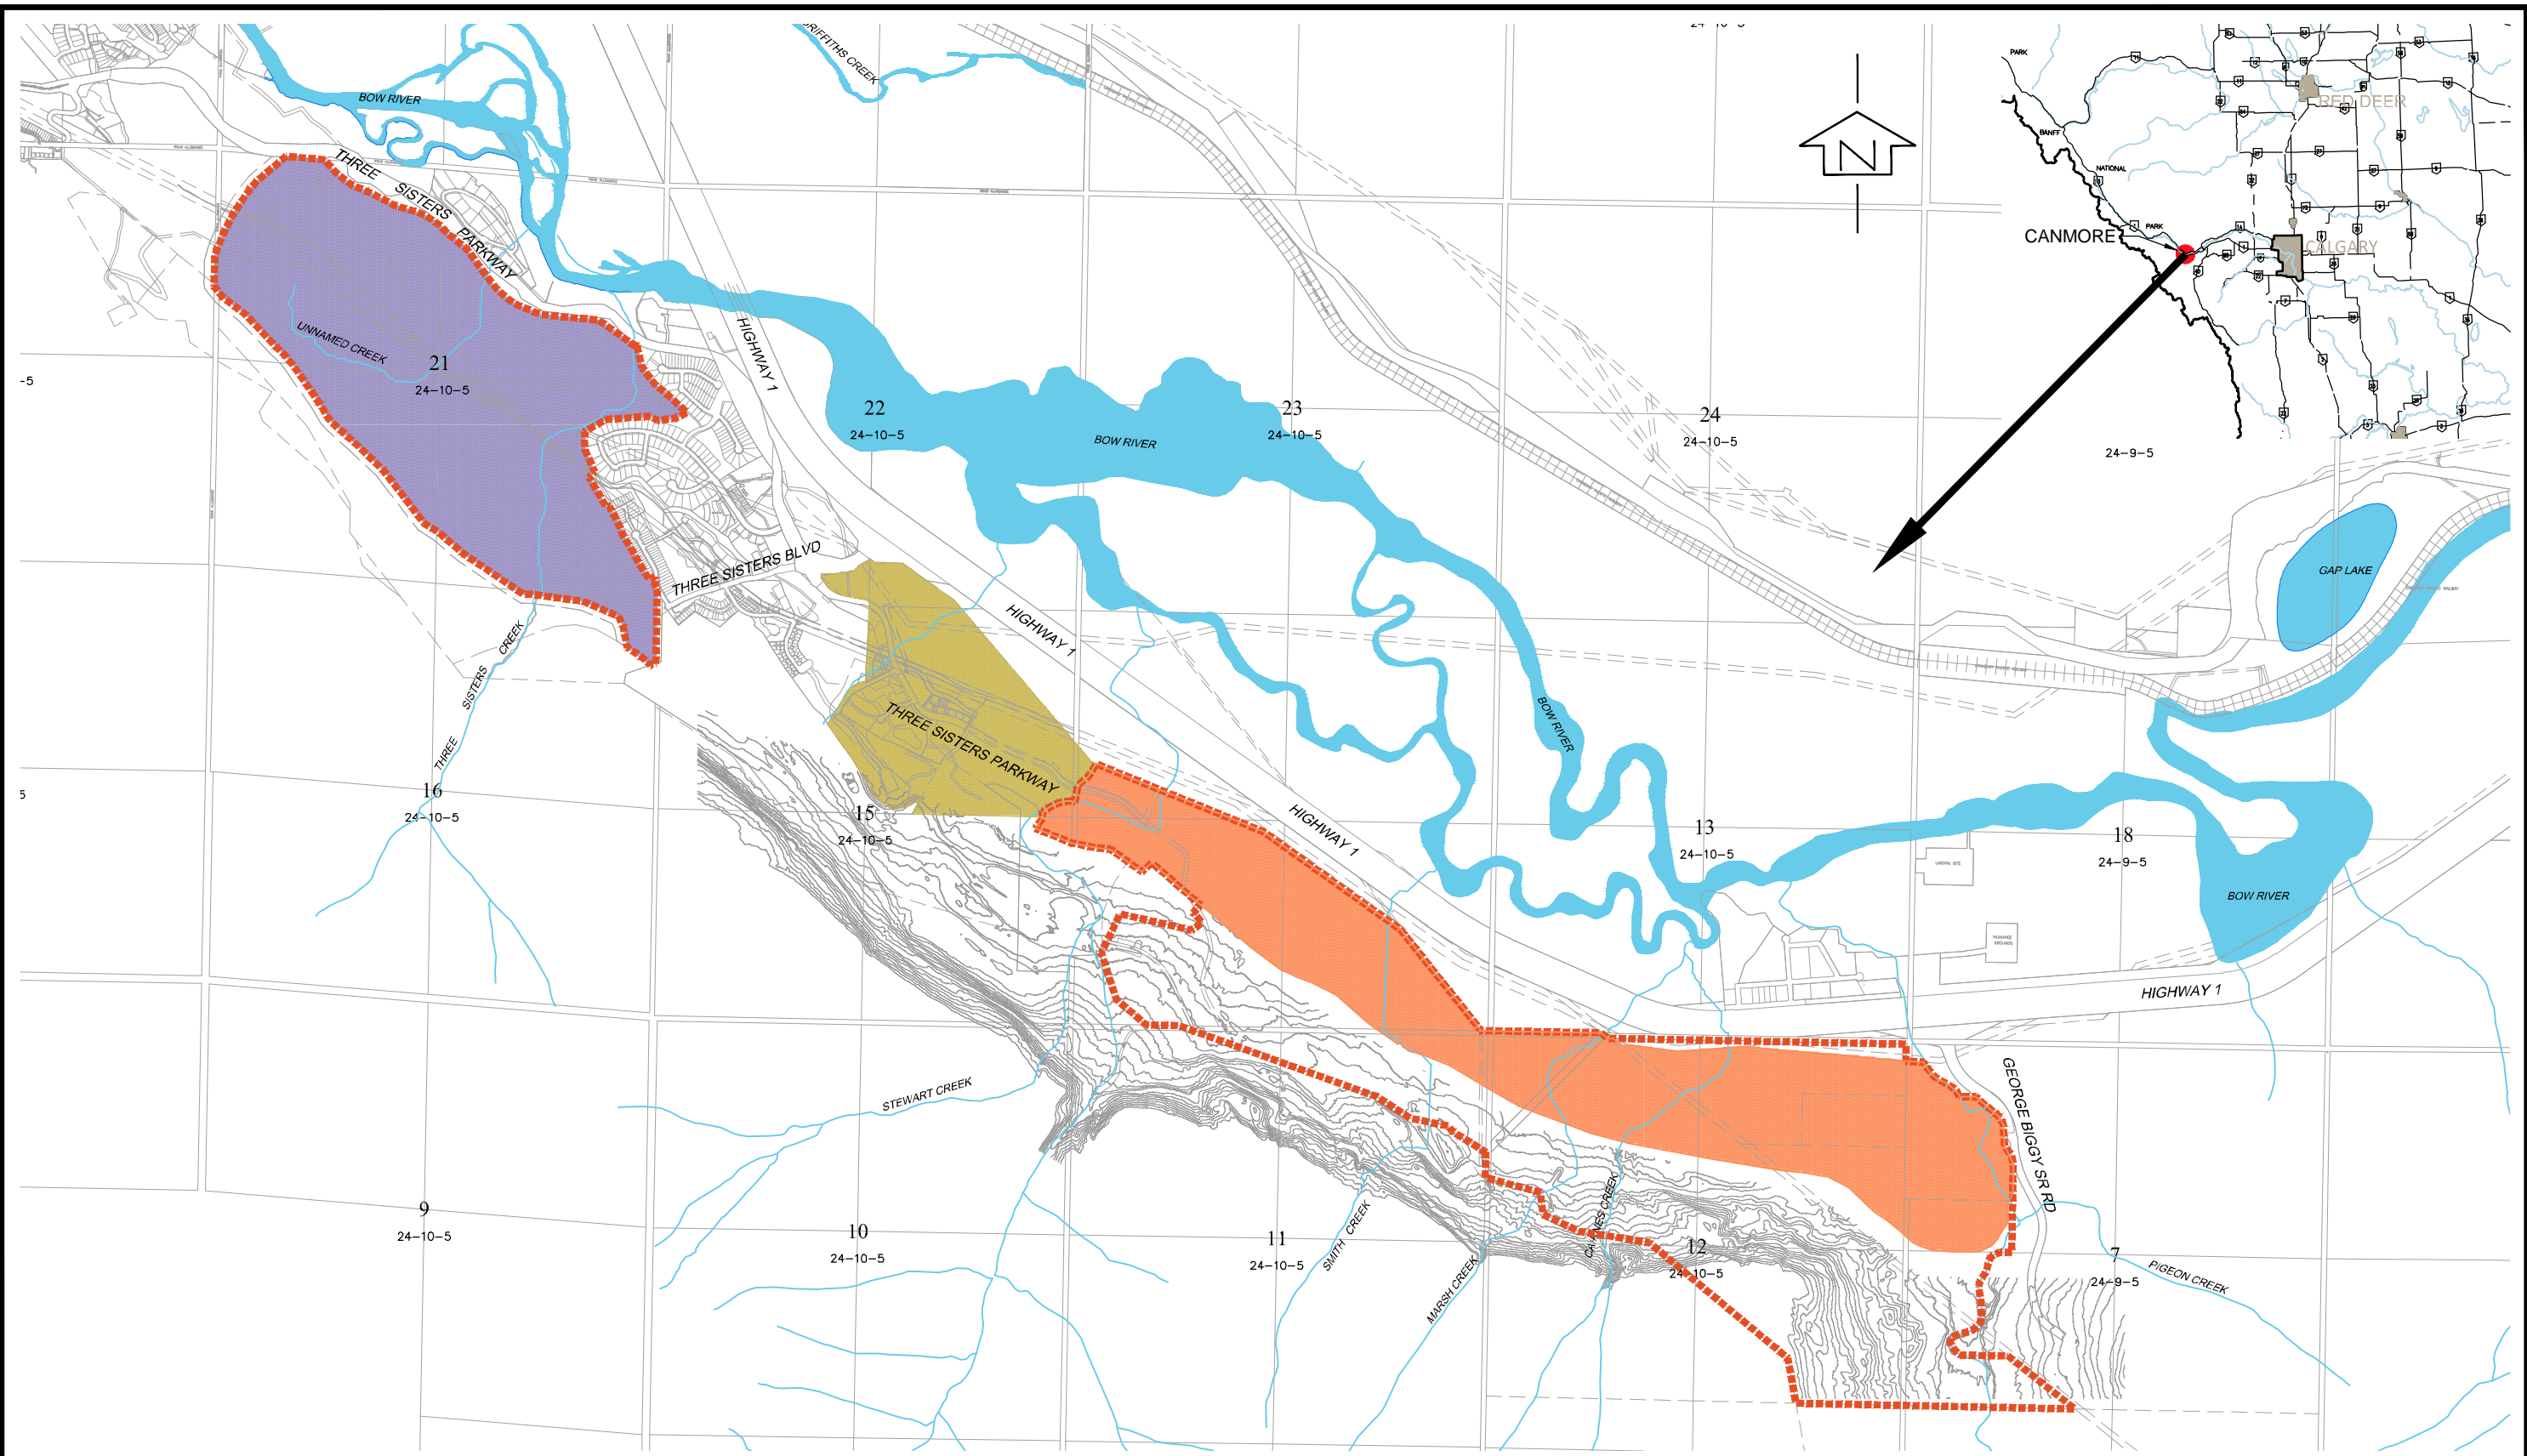 GRIFFITHS CREEK
BOW RIVER
THREE SISTERS PARKWAY
UNNAMED CREEK
21
24-10-5
-5
HIGHWAY 1
22
24-10-5
BOW RIVER
23
24-10-5
24
24-10-5
24-9-5
N
PARK
BANFF
NATIONAL
PARK
CANMORE
RED DEER
CALGARY
GAP LAKE
THREE SISTERS BLVD
HIGHWAY 1
THREE SISTERS CREEK
THREE SISTERS PARKWAY
BOW RIVER
5
16
24-10-5
15
24-10-5
HIGHWAY 1
13
24-10-5
18
24-9-5
BOW RIVER
HIGHWAY 1
STEWART CREEK
GEORGE BIGGY SR RD
9
24-10-5
10
24-10-5
11
24-10-5
SMITH CREEK
MARSH CREEK
CAIRNES CREEK
12
24-10-5
7
24-9-5
PIGEON CREEK